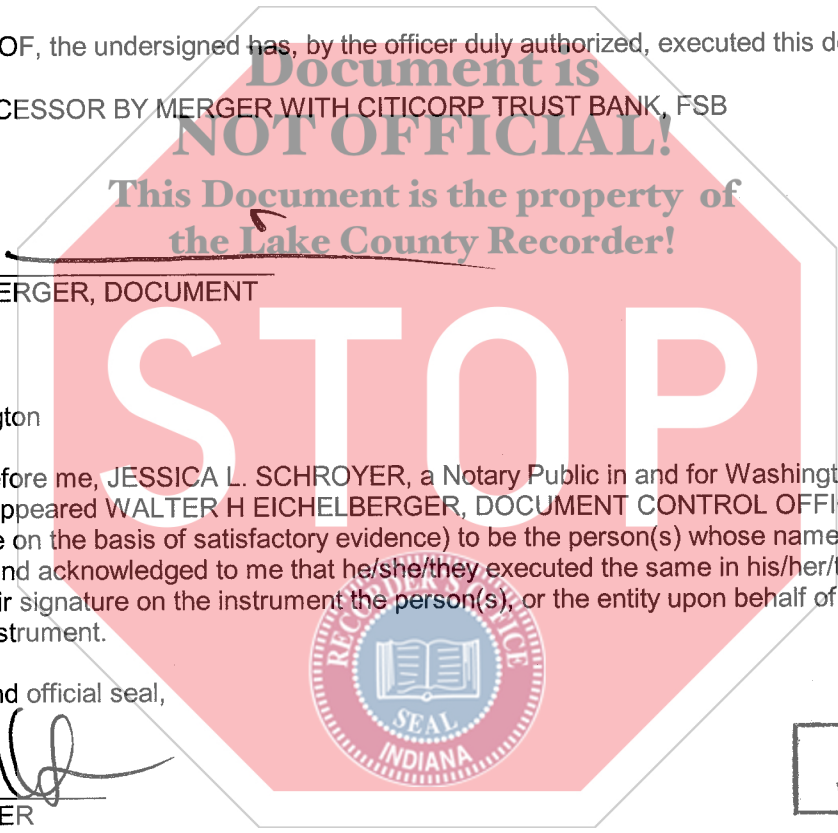 OF, the undersigned has, by the officer duly authorized, executed this d
Document is
CESSOR BY MERGER WITH CITICORP TRUST BANK, FSB
NOT OFFICIAL!
This Document is the property of
the Lake County Recorder!
ERGER, DOCUMENT
STOP
gton
efore me, JESSICA L. SCHROYER, a Notary Public in and for Washingt
ppeared WALTER H EICHELBERGER, DOCUMENT CONTROL OFFI
e on the basis of satisfactory evidence) to be the person(s) whose name
nd acknowledged to me that he/she/they executed the same in his/her/t
ir signature on the instrument the person(s), or the entity upon behalf of
strument.
RECORDER'S OFFICE
SEAL
INDIANA
nd official seal,
ER